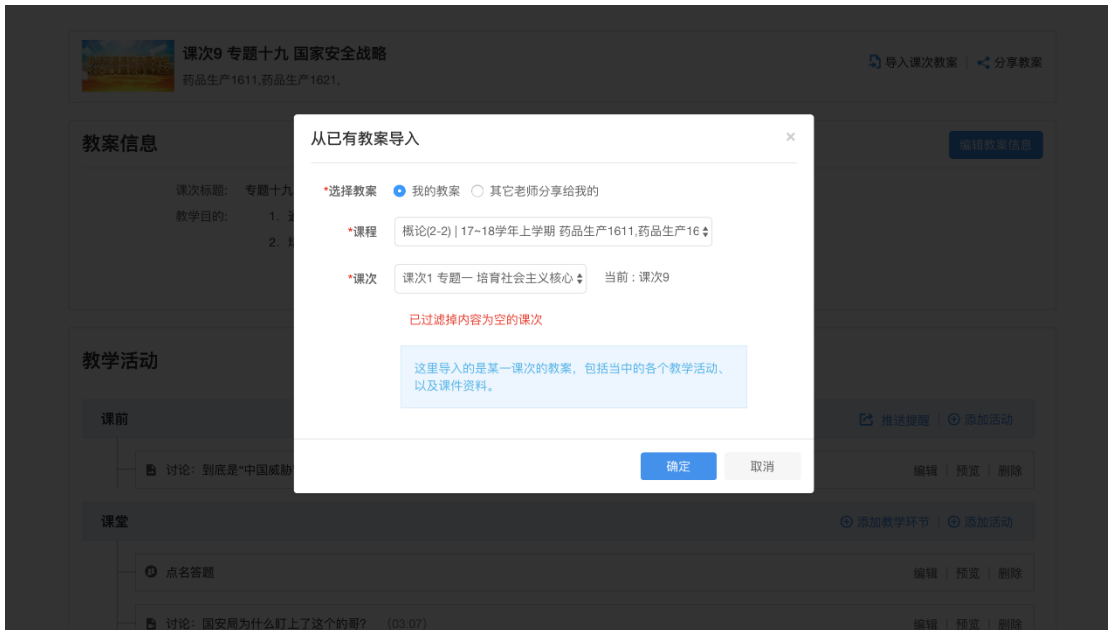 课次9 专题十九 国家安全战略
药品生产1611,药品生产1621,
导入课次教案
分享教案
教案信息
编辑教案信息
课次标题: 专题十九
教学目的: 1.
2.
从已有教案导入
×
*选择教案 我的教案 其它老师分享给我的
*课程 概论(2-2) | 17~18学年上学期 药品生产1611,药品生产16
*课次 课次1 专题一 培育社会主义核心 当前 : 课次9
已过滤掉内容为空的课次
这里导入的是某一课次的教案, 包括当中的各个教学活动、
以及课件资料。
确定 取消
教学活动
课前 推送提醒 添加活动
讨论: 到底是“中国威胁 编辑 预览 删除
课堂 添加教学环节 添加活动
点名答题 编辑 预览 删除
讨论: 国安局为什么盯上了这个的哥? (03:07) 编辑 预览 删除